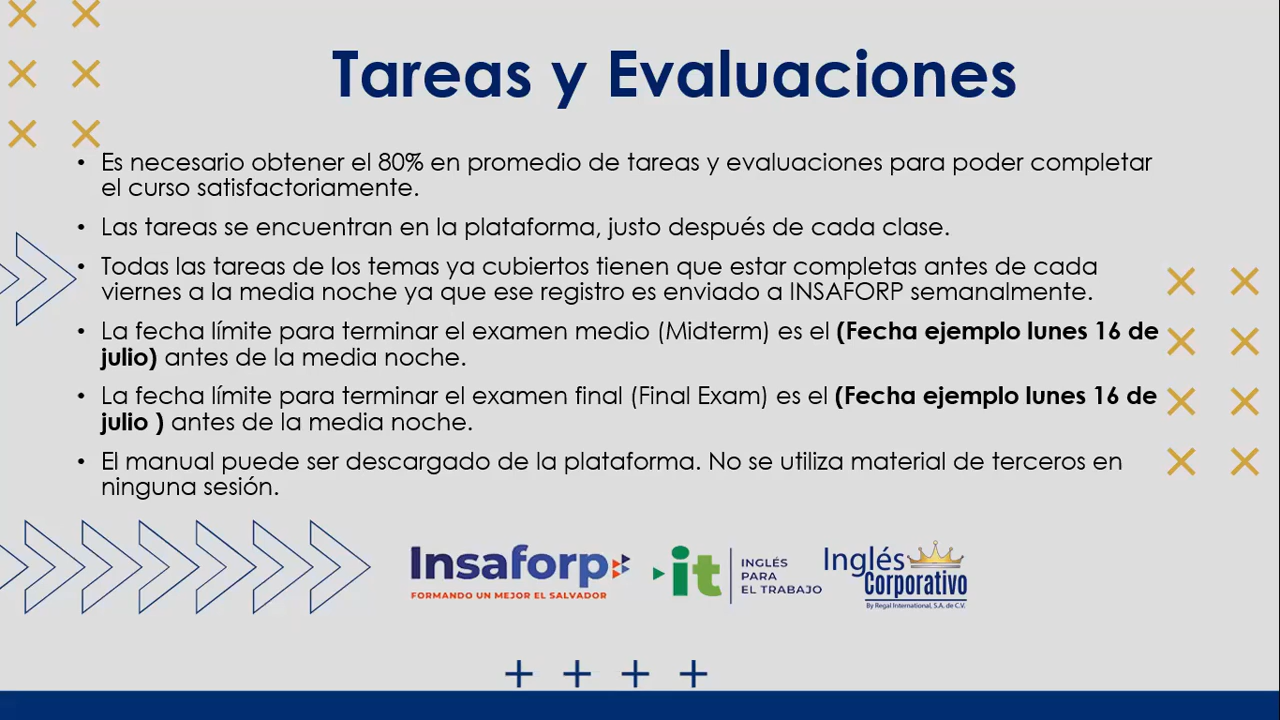 Tareas y Evaluaciones
• Es necesario obtener el 80% en promedio de tareas y evaluaciones para poder completar
el curso satisfactoriamente.
• Las tareas se encuentran en la plataforma, justo después de cada clase.
• Todas las tareas de los temas ya cubiertos tienen que estar completas antes de cada
viernes a la media noche ya que ese registro es enviado a INSAFORP semanalmente.
• La fecha límite para terminar el examen medio (Midterm) es el (Fecha ejemplo lunes 16 de
julio) antes de la media noche.
• La fecha límite para terminar el examen final (Final Exam) es el (Fecha ejemplo lunes 16 de
julio ) antes de la media noche.
• El manual puede ser descargado de la plataforma. No se utiliza material de terceros en
ninguna sesión.
Insaforp
FORMANDO UN MEJOR EL SALVADOR
it
INGLÉS
PARA
EL TRABAJO
Inglés
Corporativo
By Regal International, S.A. de C.V.